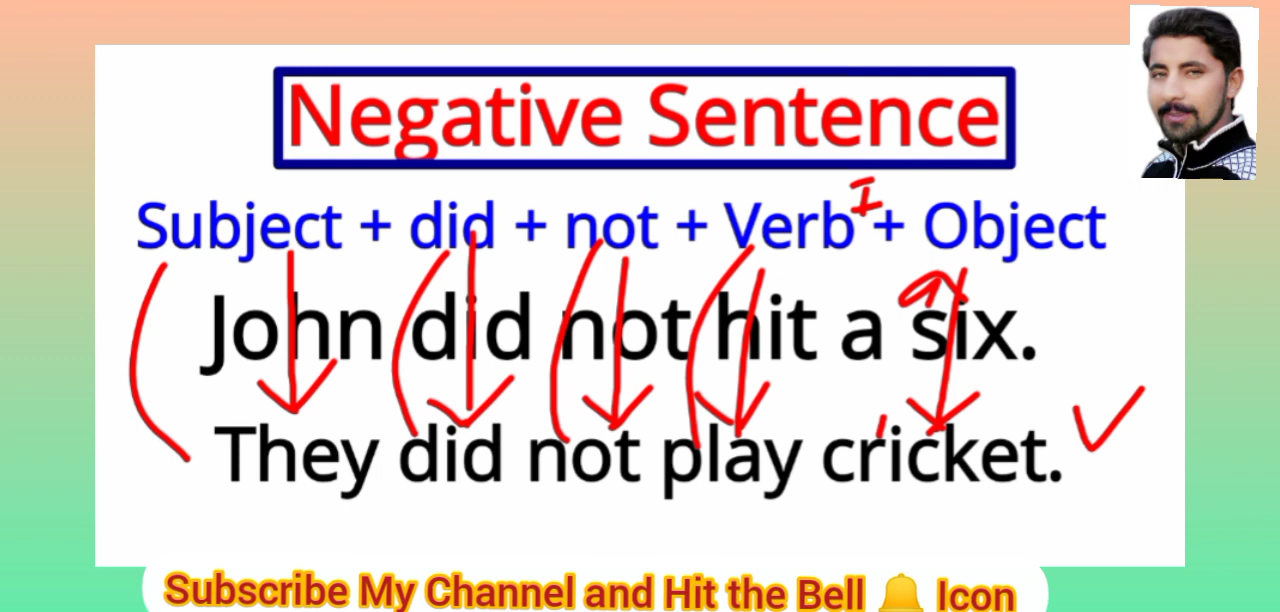 Negative Sentence
Subject + did + not + Verb I + Object
John did not hit a six.
They did not play cricket.
Subscribe My Channel and Hit the Bell 🔔 Icon